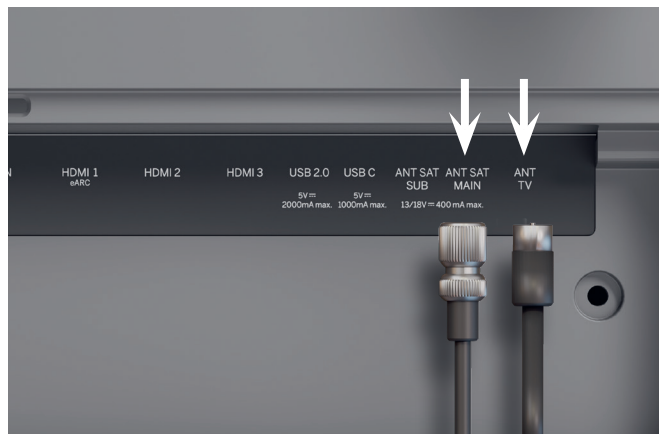 N
HDMI 1
eARC
HDMI 2
HDMI 3
USB 2.0
5V⎓
2000mA max.
USB C
5V⎓
1000mA max.
ANT SAT
SUB
ANT SAT
MAIN
13/18V⎓400 mA max.
ANT
TV